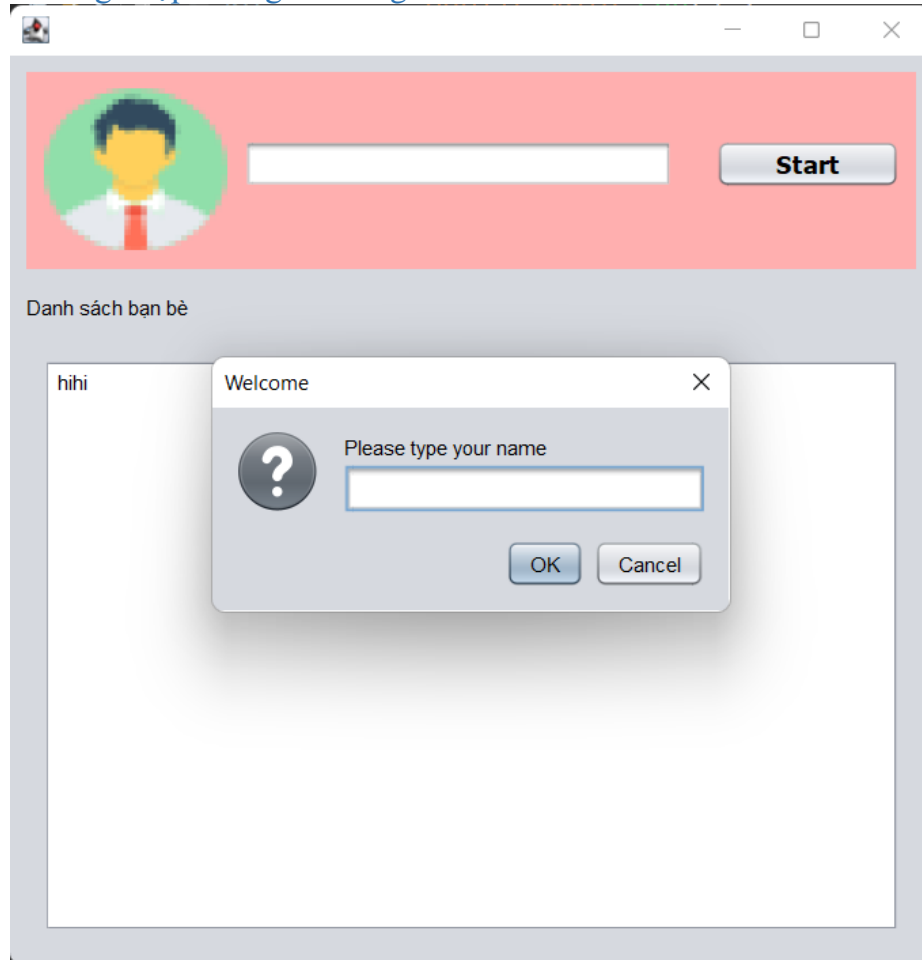 Start
Danh sách bạn bè
hihi
Welcome
Please type your name
OK
Cancel